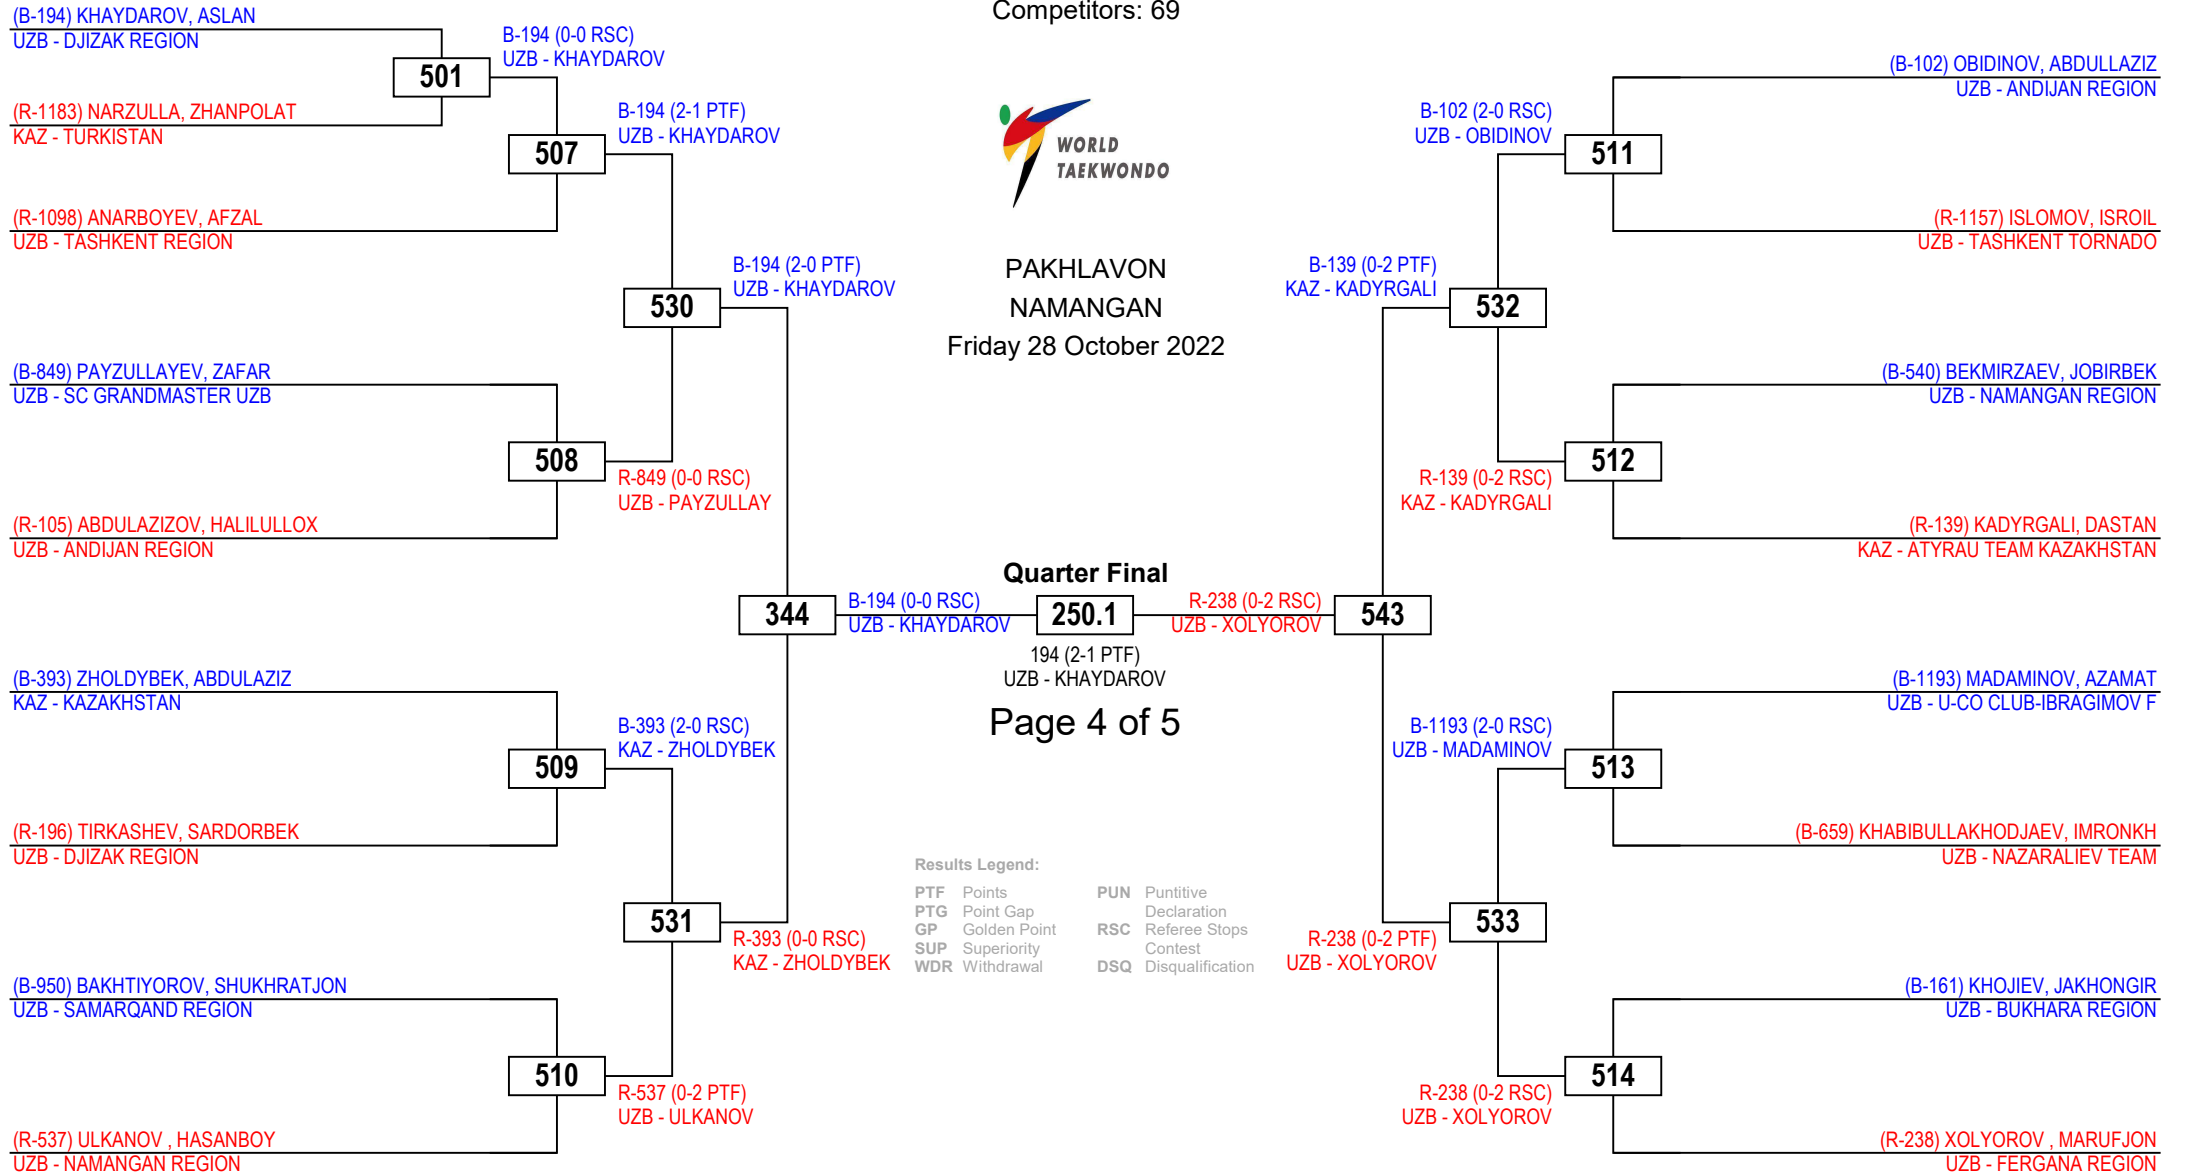 (B-194) KHAYDAROV, ASLAN
UZB - DJIZAK REGION
501
(R-1183) NARZULLA, ZHANPOLAT
KAZ - TURKISTAN
B-194 (0-0 RSC)
UZB - KHAYDAROV
507
(R-1098) ANARBOYEV, AFZAL
UZB - TASHKENT REGION
B-194 (2-1 PTF)
UZB - KHAYDAROV
530
(B-849) PAYZULLAYEV, ZAFAR
UZB - SC GRANDMASTER UZB
508
(R-105) ABDULAZIZOV, HALILULLOX
UZB - ANDIJAN REGION
R-849 (0-0 RSC)
UZB - PAYZULLAY
B-194 (2-0 PTF)
UZB - KHAYDAROV
344
(B-393) ZHOLDYBEK, ABDULAZIZ
KAZ - KAZAKHSTAN
509
(R-196) TIRKASHEV, SARDORBEK
UZB - DJIZAK REGION
B-393 (2-0 RSC)
KAZ - ZHOLDYBEK
531
(B-950) BAKHTIYOROV, SHUKHRATJON
UZB - SAMARQAND REGION
510
(R-537) ULKANOV , HASANBOY
UZB - NAMANGAN REGION
R-537 (0-2 PTF)
UZB - ULKANOV
R-393 (0-0 RSC)
KAZ - ZHOLDYBEK
Competitors: 69
WORLD
TAEKWONDO
PAKHLAVON
NAMANGAN
Friday 28 October 2022
Quarter Final
B-194 (0-0 RSC)
UZB - KHAYDAROV
250.1
R-238 (0-2 RSC)
UZB - XOLYOROV
194 (2-1 PTF)
UZB - KHAYDAROV
Page 4 of 5
Results Legend:
PTF Points
PTG Point Gap
GP Golden Point
SUP Superiority
WDR Withdrawal
PUN Puntitive
Declaration
RSC Referee Stops
Contest
DSQ Disqualification
(B-102) OBIDINOV, ABDULLAZIZ
UZB - ANDIJAN REGION
511
(R-1157) ISLOMOV, ISROIL
UZB - TASHKENT TORNADO
B-102 (2-0 RSC)
UZB - OBIDINOV
532
(B-540) BEKMIRZAEV, JOBIRBEK
UZB - NAMANGAN REGION
512
(R-139) KADYRGALI, DASTAN
KAZ - ATYRAU TEAM KAZAKHSTAN
R-139 (0-2 RSC)
KAZ - KADYRGALI
B-139 (0-2 PTF)
KAZ - KADYRGALI
543
(B-1193) MADAMINOV, AZAMAT
UZB - U-CO CLUB-IBRAGIMOV F
513
(B-659) KHABIBULLAKHODJAEV, IMRONKH
UZB - NAZARALIEV TEAM
B-1193 (2-0 RSC)
UZB - MADAMINOV
533
(B-161) KHOJIEV, JAKHONGIR
UZB - BUKHARA REGION
514
(R-238) XOLYOROV , MARUFJON
UZB - FERGANA REGION
R-238 (0-2 RSC)
UZB - XOLYOROV
R-238 (0-2 PTF)
UZB - XOLYOROV